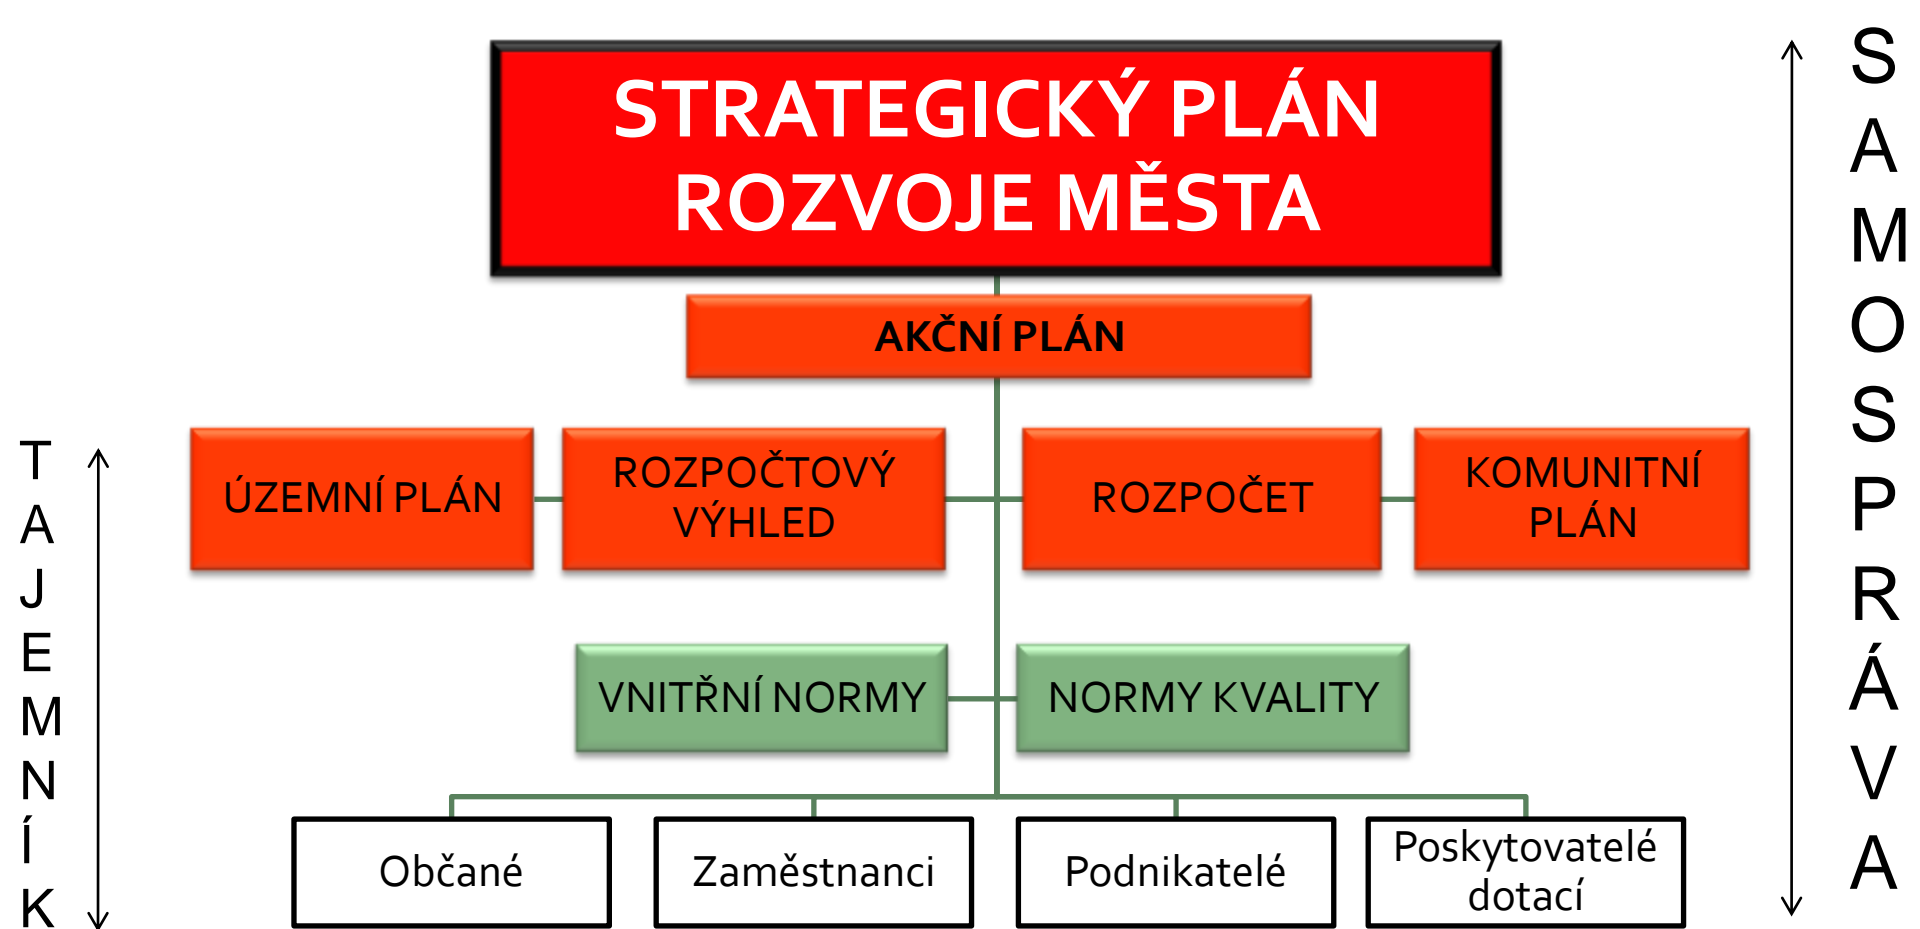 STRATEGICKÝ PLÁN
ROZVOJE MĚSTA
AKČNÍ PLÁN
ÚZEMNÍ PLÁN
ROZPOČTOVÝ
VÝHLED
ROZPOČET
KOMUNITNÍ
PLÁN
VNITŘNÍ NORMY
NORMY KVALITY
Občané
Zaměstnanci
Podnikatelé
Poskytovatelé
dotací
TAJEMNÍK
SAMOSPRÁVA